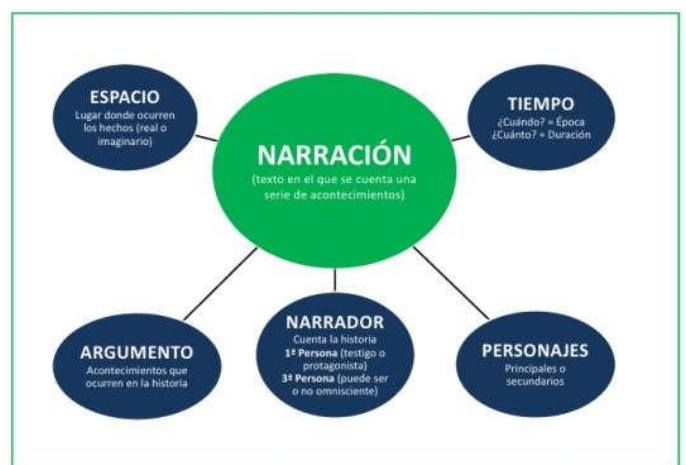 ESPACIO
Lugar donde ocurren
los hechos (real o
imaginario)
TIEMPO
¿Cuándo? = Época
¿Cuánto? = Duración
NARRACIÓN
(texto en el que se cuenta una
serie de acontecimientos)
ARGUMENTO
Acontecimientos que
ocurren en la historia
NARRADOR
Cuenta la historia
1ª Persona (testigo o
protagonista)
3ª Persona (puede ser
o no omnisciente)
PERSONAJES
Principales o
secundarios